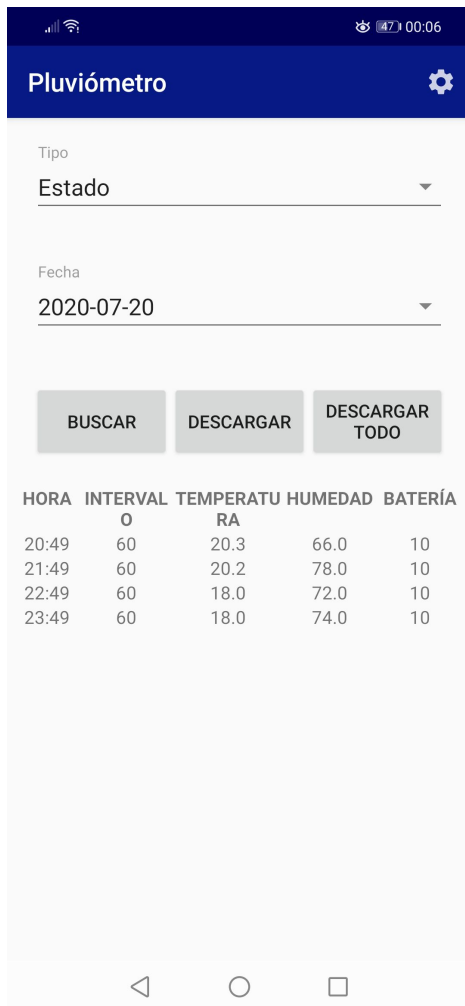 47 00:06
Pluviómetro
Tipo
Estado
Fecha
2020-07-20
BUSCAR DESCARGAR DESCARGAR
TODO
HORA INTERVAL TEMPERATU HUMEDAD BATERÍA
O RA
20:49 60 20.3 66.0 10
21:49 60 20.2 78.0 10
22:49 60 18.0 72.0 10
23:49 60 18.0 74.0 10